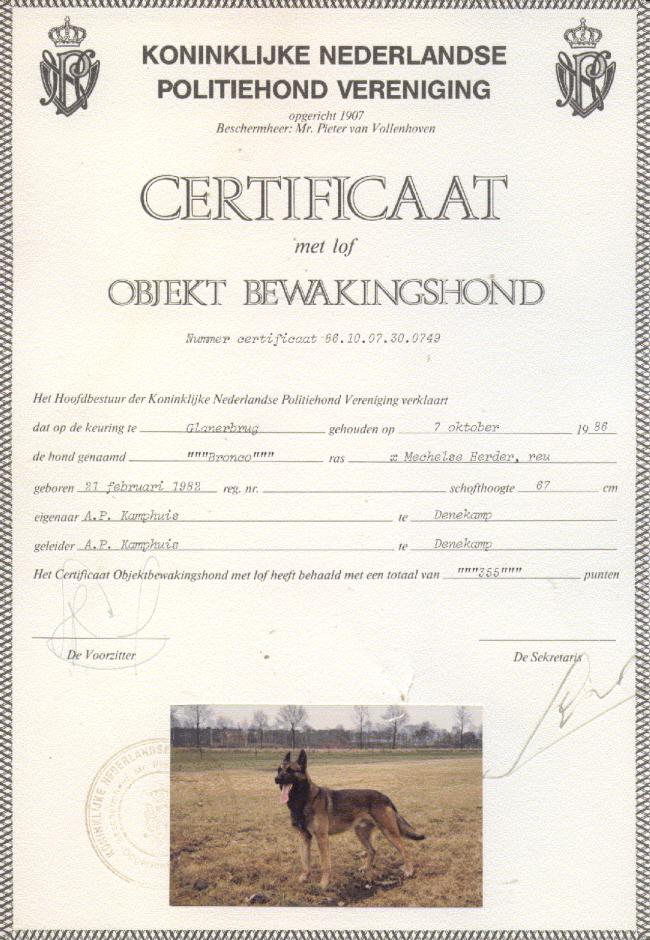 KONINKLIJKE NEDERLANDSE
POLITIEHOND VERENIGING
opgericht 1907
Beschermheer: Mr. Pieter van Vollenhoven
CERTIFICAAT
met lof
OBJEKT BEWAKINGSHOND
Nummer certificaat 86.10.07.30.0749
Het Hoofdbestuur der Koninklijke Nederlandse Politiehond Vereniging verklaart
dat op de keuring te Glanerbrug gehouden op 7 oktober 1986
de hond genaamd """Bronco""" ras x Mechelse Herder, reu
geboren 21 februari 1982 reg. nr. schofthoogte 67 cm
eigenaar A.P. Kamphuis te Denekamp
geleider A.P. Kamphuis te Denekamp
Het Certificaat Objektbewakingshond met lof heeft behaald met een totaal van """355""" punten
De Voorzitter De Sekretaris
KONINKLIJKE NEDERLANDSE